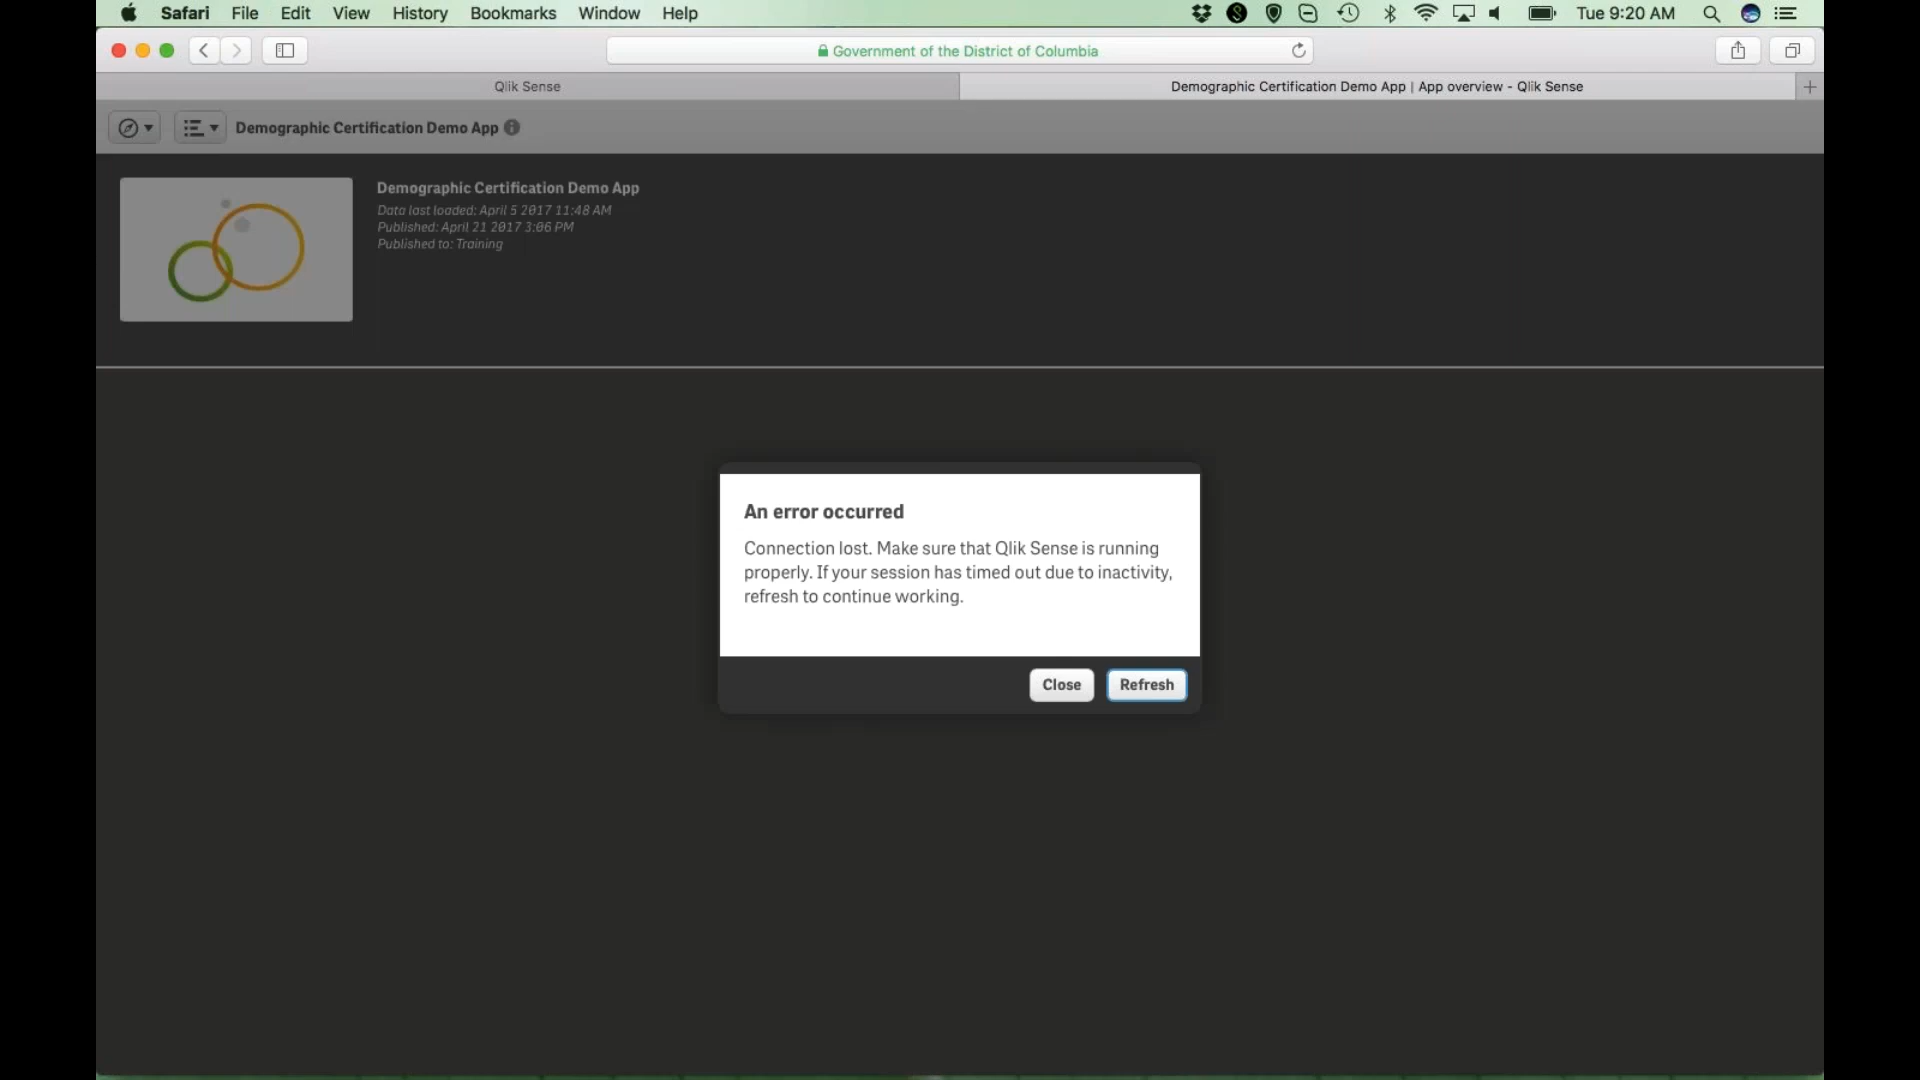 Safari File Edit View History Bookmarks Window Help Tue 9:20 AM
Government of the District of Columbia
Qlik Sense
Demographic Certification Demo App | App overview - Qlik Sense
Demographic Certification Demo App
Demographic Certification Demo App
Data last loaded: April 5 2017 11:48 AM
Published: April 21 2017 3:06 PM
Published to: Training
An error occurred
Connection lost. Make sure that Qlik Sense is running
properly. If your session has timed out due to inactivity,
refresh to continue working.
Close Refresh